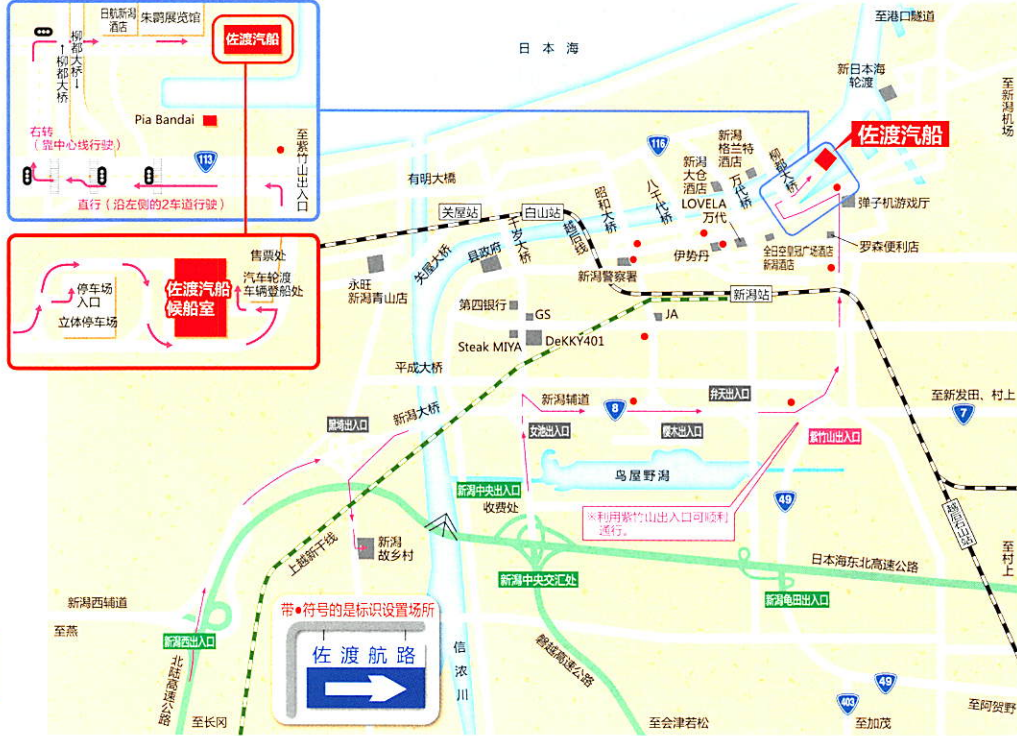 日航新潟
酒店
朱鹮展览馆
佐渡汽船
柳都大桥→
←柳都大桥
Pia Bandai
右转
（靠中心线行驶）
113
至紫竹山出入口
直行（沿左侧的2车道行驶）
售票处
停车场
入口
立体停车场
佐渡汽船
候船室
汽车轮渡
车辆登船处
日本海
至港口隧道
新日本海
轮渡
至新潟机场
佐渡汽船
116
新潟
格兰特
酒店
新潟
大仓
酒店
万代桥
柳都大桥
LOVELA
万代
八千代桥
昭和大桥
有明大橋
关屋站
白山站
越后线
千岁大桥
关屋大桥
县政府
永旺
新潟青山店
新潟警察署
伊势丹
全日空皇冠广场酒店
新潟酒店
弹子机游戏厅
罗森便利店
新潟站
第四银行
GS
JA
Steak MIYA
DeKKY401
平成大桥
新潟大桥
新潟辅道
8
弁天出入口
至新发田、村上
7
黑埼出入口
女池出入口
樱木出入口
紫竹山出入口
鸟屋野潟
新潟中央出入口
收费处
※利用紫竹山出入口可顺利
通行。
49
越后石山站
至村上
上越新干线
新潟
故乡村
新潟中央交汇处
日本海东北高速公路
新潟龟田出入口
新潟西辅道
至燕
新潟西出入口
北陆高速公路
至长冈
带●符号的是标识设置场所
佐渡航路
信浓川
磐越高速公路
至会津若松
49
403
至加茂
至阿贺野